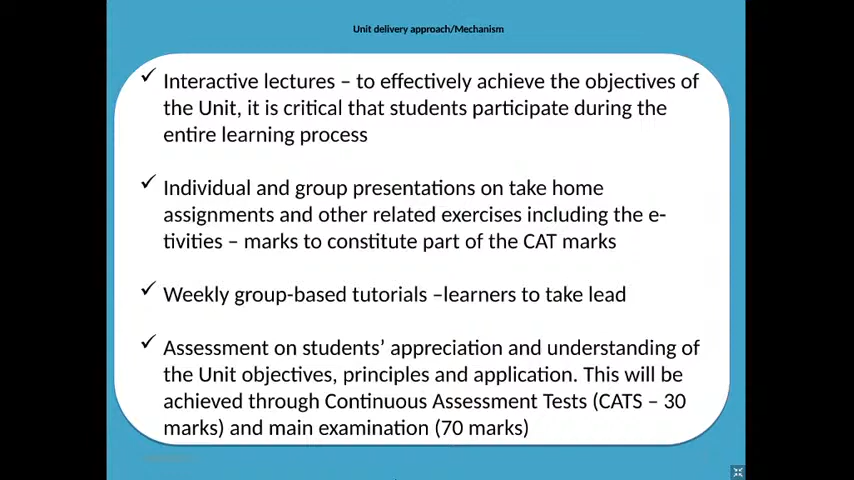 Unit delivery approach/Mechanism
✓ Interactive lectures – to effectively achieve the objectives of
the Unit, it is critical that students participate during the
entire learning process
✓ Individual and group presentations on take home
assignments and other related exercises including the e-
tivities – marks to constitute part of the CAT marks
✓ Weekly group-based tutorials –learners to take lead
✓ Assessment on students’ appreciation and understanding of
the Unit objectives, principles and application. This will be
achieved through Continuous Assessment Tests (CATS – 30
marks) and main examination (70 marks)